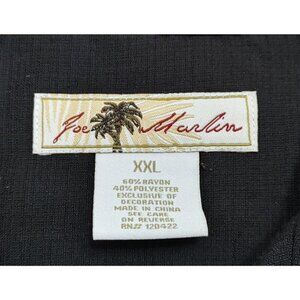 Joe Marlin
XXL
60% RAYON
40% POLYESTER
EXCLUSIVE OF
DECORATION
MADE IN CHINA
SEE CARE
ON REVERSE
RN# 120422